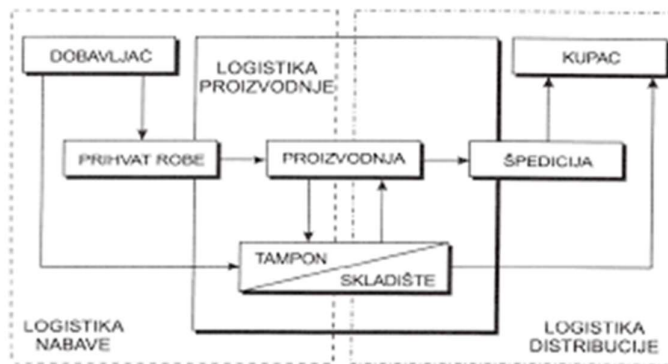 DOBAVLJAČ
LOGISTIKA
PROIZVODNJE
KUPAC
PRIHVAT ROBE
PROIZVODNJA
ŠPEDICIJA
TAMPON
SKLADIŠTE
LOGISTIKA
NABAVE
LOGISTIKA
DISTRIBUCIJE